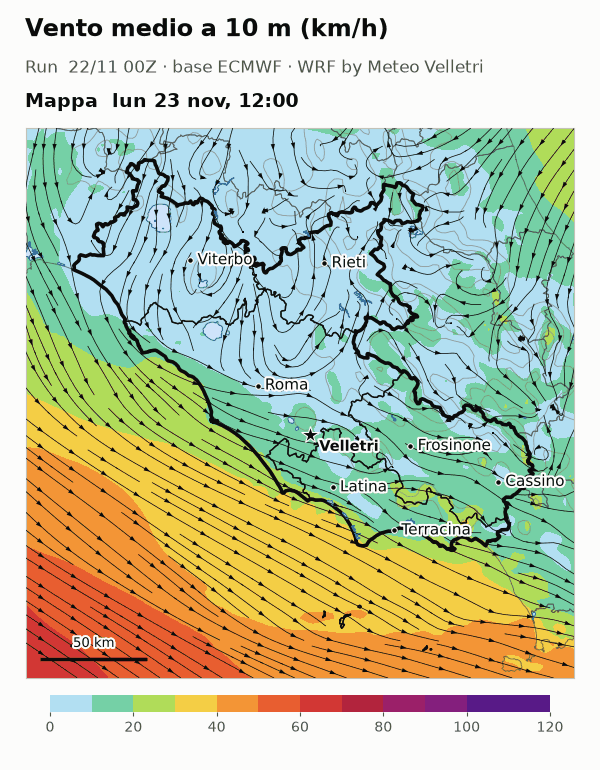 Vento medio a 10 m (km/h)
Run  22/11 00Z · base ECMWF · WRF by Meteo Velletri
Mappa  lun 23 nov, 12:00
Viterbo
Rieti
Roma
Velletri
Frosinone
Latina
Cassino
Terracina
50 km
0 20 40 60 80 100 120